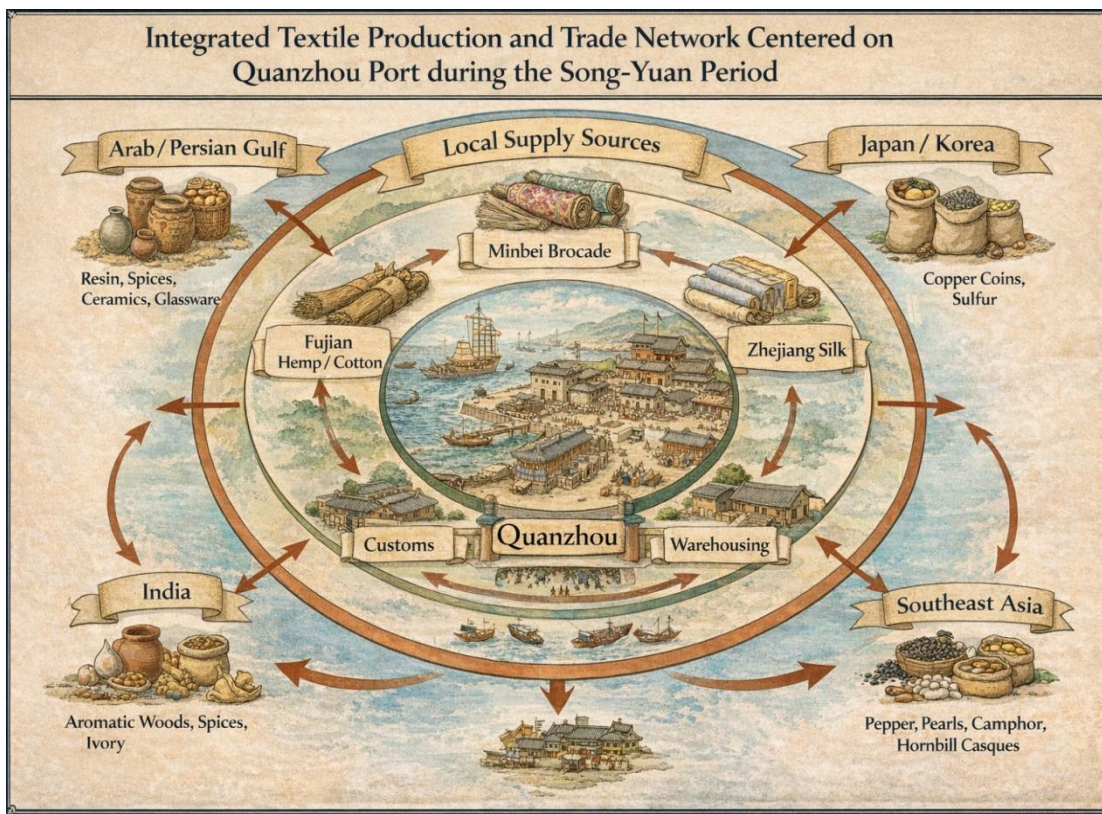 Integrated Textile Production and Trade Network Centered on
Quanzhou Port during the Song-Yuan Period
Arab / Persian Gulf
Local Supply Sources
Japan / Korea
Resin, Spices,
Ceramics, Glassware
Minbei Brocade
Copper Coins,
Sulfur
Fujian
Hemp / Cotton
Zhejiang Silk
Customs
Quanzhou
Warehousing
India
Southeast Asia
Aromatic Woods, Spices,
Ivory
Pepper, Pearls, Camphor,
Hornbill Casques